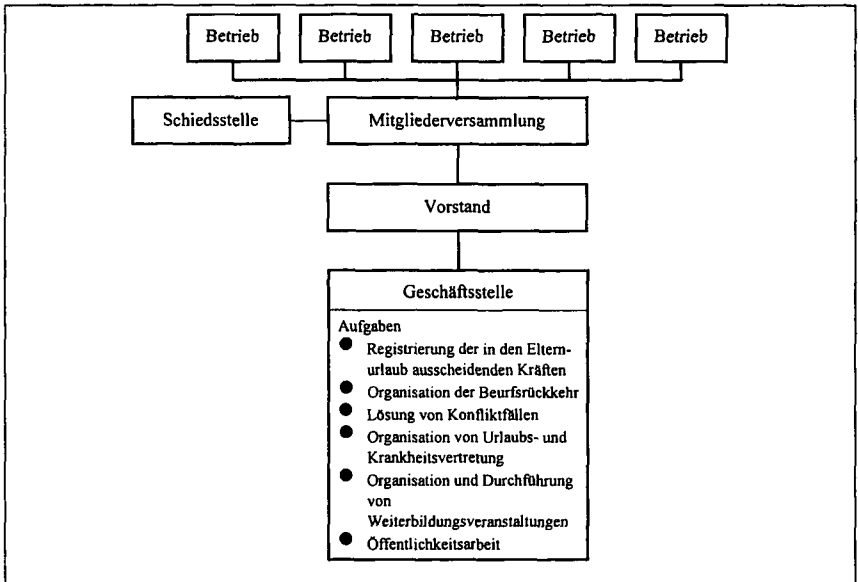 Betrieb Betrieb Betrieb Betrieb Betrieb
Schiedsstelle Mitgliederversammlung
Vorstand
Geschäftsstelle
Aufgaben
● Registrierung der in den Eltern-
urlaub ausscheidenden Kräften
● Organisation der Beurfsrückkehr
● Lösung von Konfliktfällen
● Organisation von Urlaubs- und
Krankheitsvertretung
● Organisation und Durchführung
von
Weiterbildungsveranstaltungen
● Öffentlichkeitsarbeit